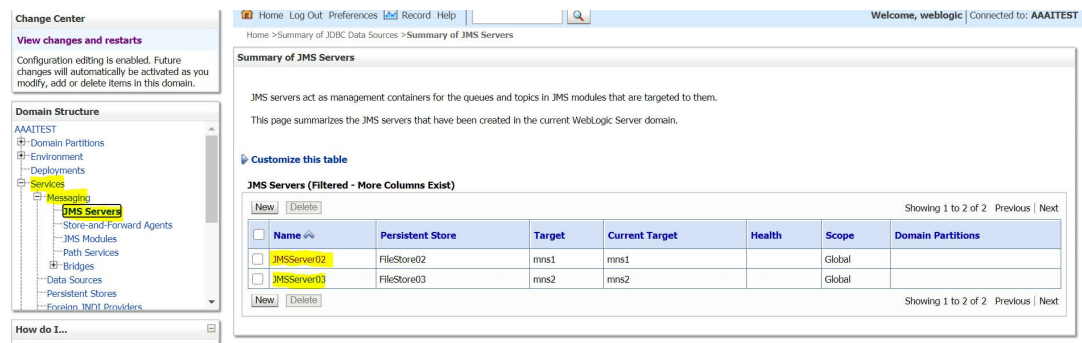 Change Center
View changes and restarts
Configuration editing is enabled. Future
changes will automatically be activated as you
modify, add or delete items in this domain.
Domain Structure
AAAITEST
Domain Partitions
Environment
Deployments
Services
Messaging
JMS Servers
Store-and-Forward Agents
JMS Modules
Path Services
Bridges
Data Sources
Persistent Stores
Foreign JNDI Providers
How do I...
Home Log Out Preferences Record Help
Welcome, weblogic Connected to: AAAITEST
Home >Summary of JDBC Data Sources >Summary of JMS Servers
Summary of JMS Servers
JMS servers act as management containers for the queues and topics in JMS modules that are targeted to them.
This page summarizes the JMS servers that have been created in the current WebLogic Server domain.
Customize this table
JMS Servers (Filtered - More Columns Exist)
New Delete Showing 1 to 2 of 2 Previous | Next
Name Persistent Store Target Current Target Health Scope Domain Partitions
JMSServer02 FileStore02 mns1 mns1 Global
JMSServer03 FileStore03 mns2 mns2 Global
New Delete Showing 1 to 2 of 2 Previous | Next